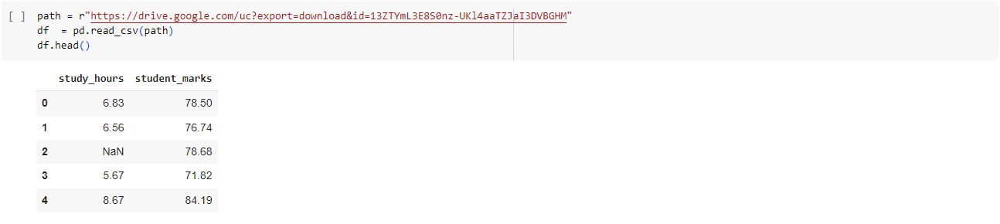 [ ] path = r"https://drive.google.com/uc?export=download&id=13ZTYmL3E8S0nz-UKl4aaTZJaI3DVBGHM"
df  = pd.read_csv(path)
df.head()
study_hours student_marks
0 6.83 78.50
1 6.56 76.74
2 NaN 78.68
3 5.67 71.82
4 8.67 84.19